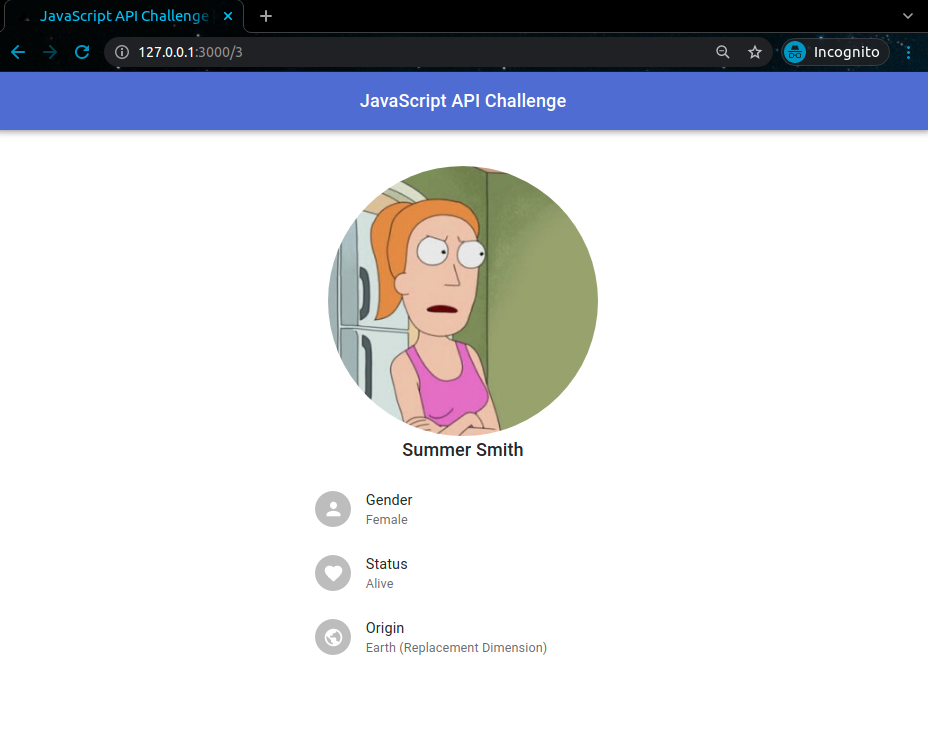 JavaScript API Challenge
127.0.0.1:3000/3
Incognito
JavaScript API Challenge
Summer Smith
Gender
Female
Status
Alive
Origin
Earth (Replacement Dimension)